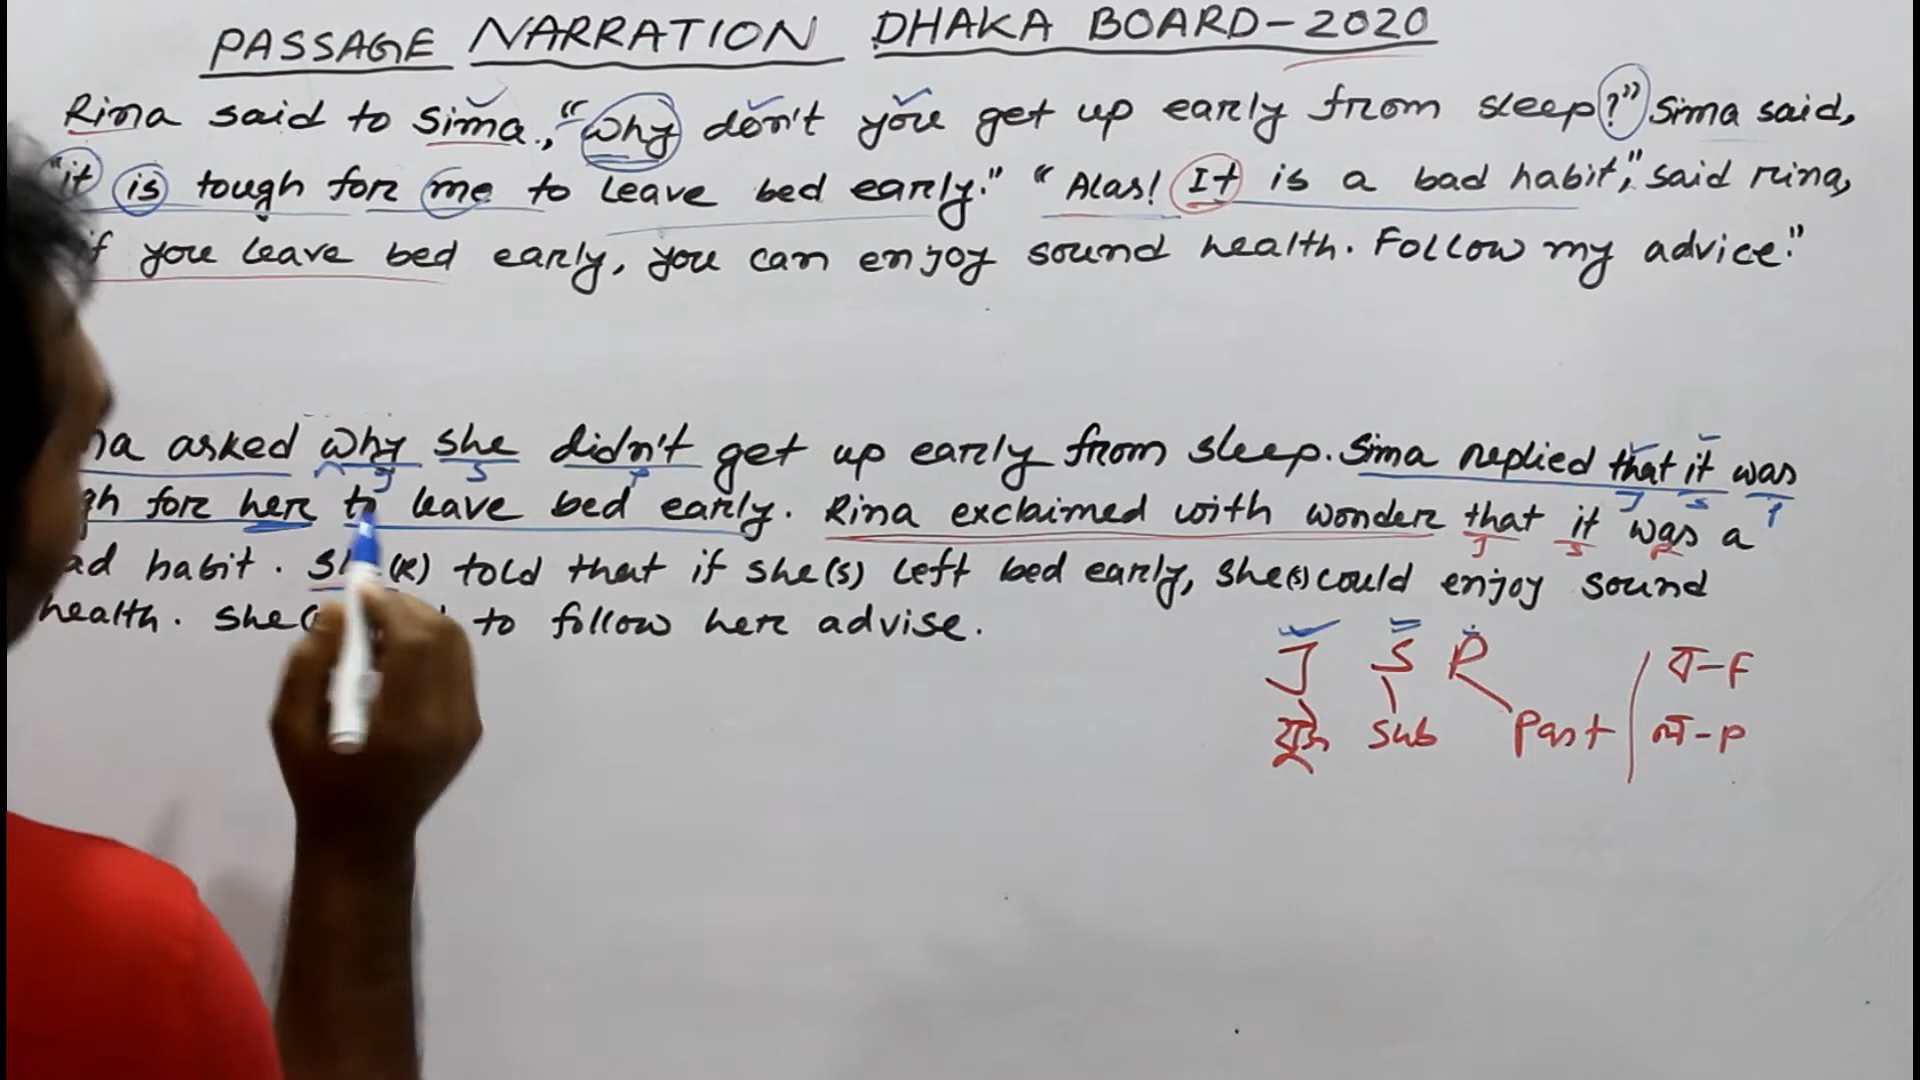 PASSAGE NARRATION DHAKA BOARD-2020
Rima said to Sima, "why don't you get up early from sleep?" Sima said,
"it is tough for me to leave bed early." "Alas! It is a bad habit," said rina,
if you leave bed early, you can enjoy sound health. Follow my advice."
asked why she didn't get up early from sleep. Sima replied that it was
for her to leave bed early. Rina exclaimed with wonder that it was a
habit. (R) told that if she(s) left bed early, she(s) could enjoy sound
health. She to follow her advise.
J S P
Sub Past
ব-F
ল-P